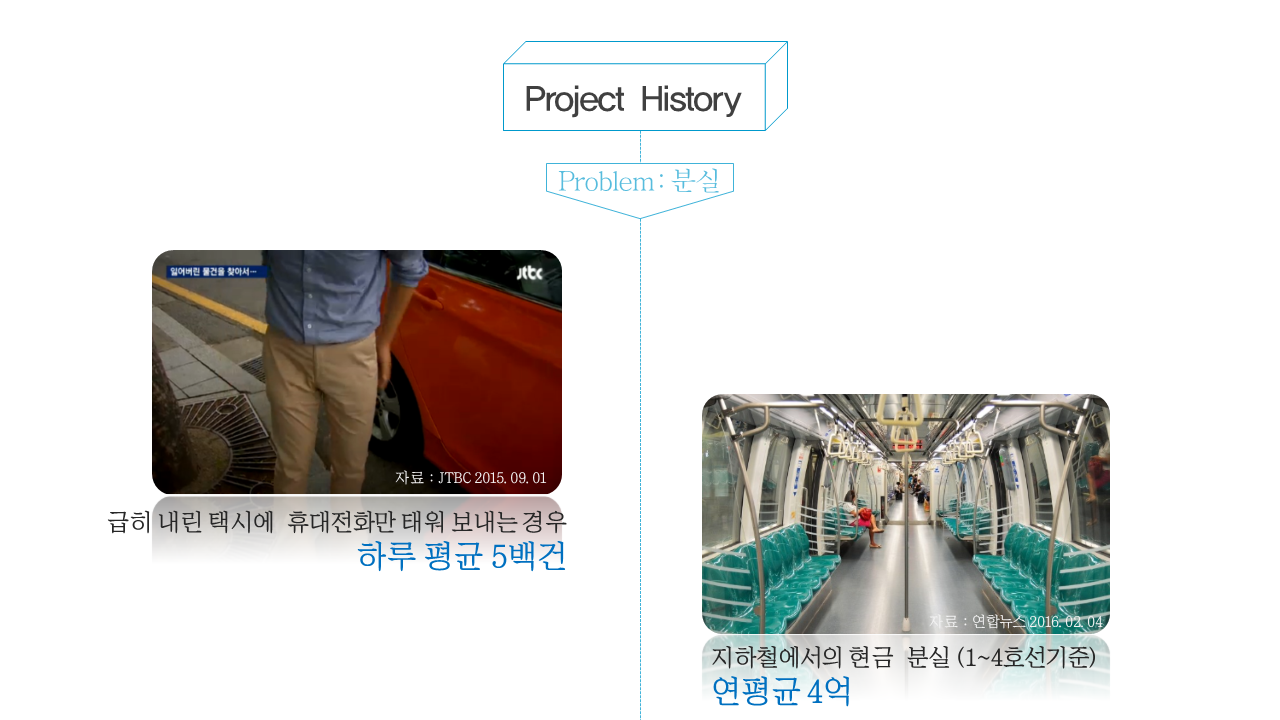 Project History
Problem : 분실
잃어버린 물건을 찾아서…
jtbc
자료 : JTBC 2015. 09. 01
급히 내린 택시에 휴대전화만 태워 보내는 경우
하루 평균 5백건
자료 : 연합뉴스 2016. 02. 04
지하철에서의 현금 분실 (1~4호선기준)
연평균 4억